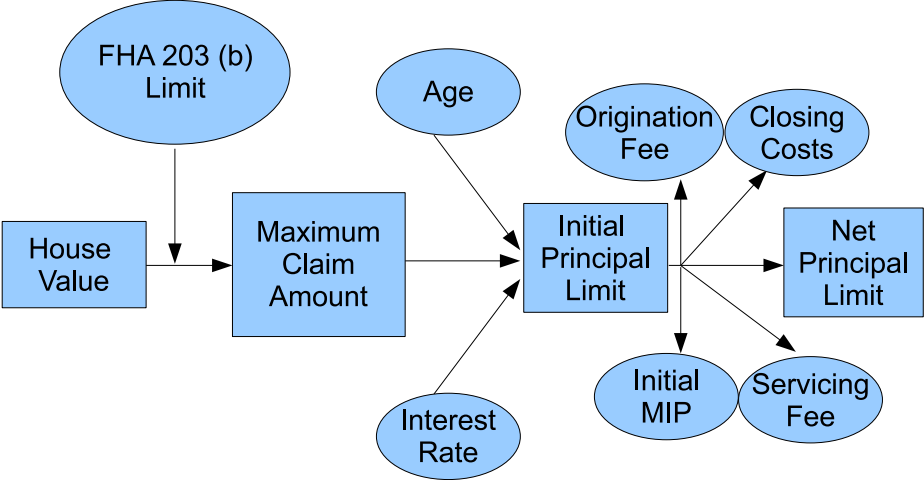 FHA 203 (b)
Limit
Age
Origination
Fee
Closing
Costs
House
Value
Maximum
Claim
Amount
Initial
Principal
Limit
Net
Principal
Limit
Interest
Rate
Initial
MIP
Servicing
Fee